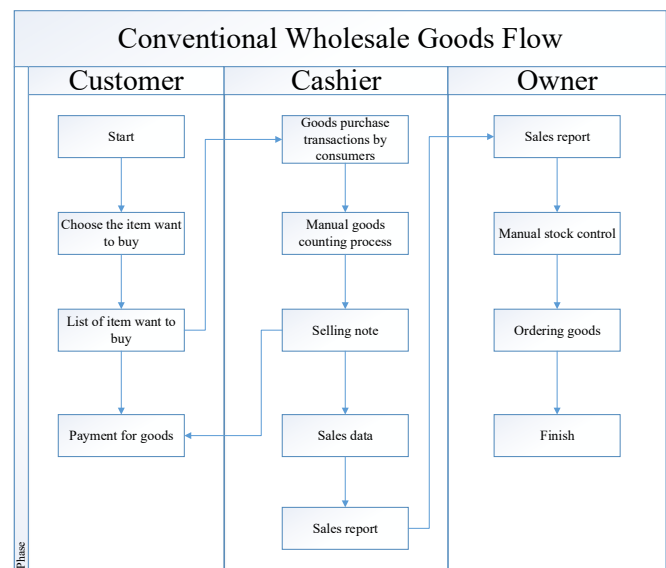 Conventional Wholesale Goods Flow
Customer
Cashier
Owner
Start
Choose the item want
to buy
List of item want to
buy
Payment for goods
Goods purchase
transactions by
consumers
Manual goods
counting process
Selling note
Sales data
Sales report
Sales report
Manual stock control
Ordering goods
Finish
Phase